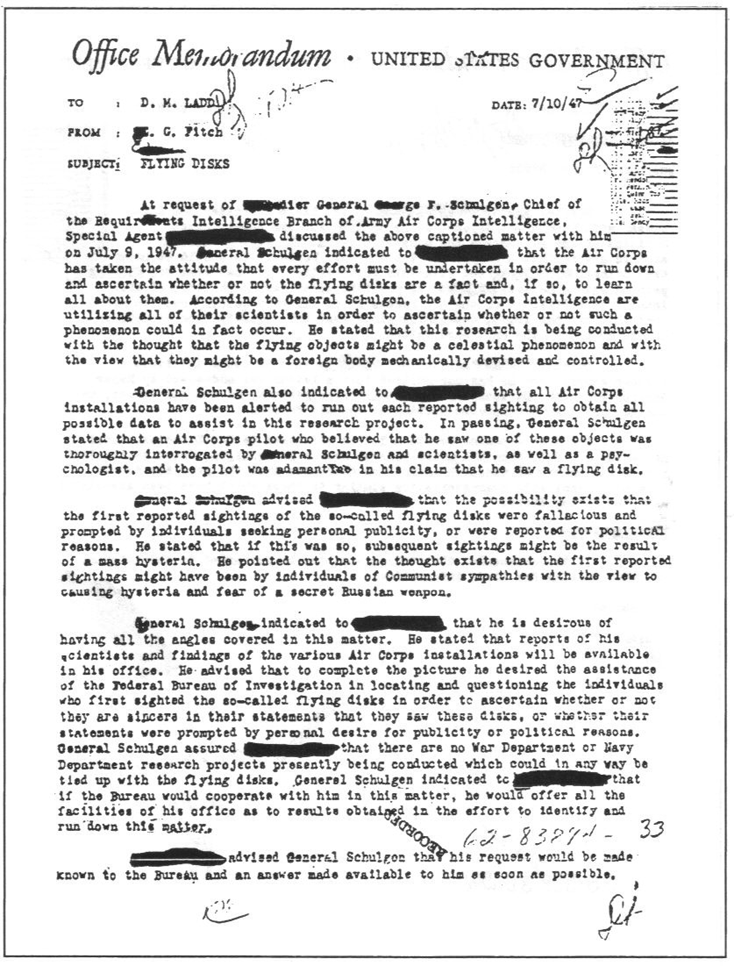 Office Memorandum • UNITED STATES GOVERNMENT
TO : D. M. LADD
DATE: 7/10/47
FROM : E. G. Fitch
SUBJECT: FLYING DISKS
At request of Brigadier General George F. Schulgen, Chief of
the Requirements Intelligence Branch of Army Air Corps Intelligence,
Special Agent discussed the above captioned matter with him
on July 9, 1947. General Schulgen indicated to that the Air Corps
has taken the attitude that every effort must be undertaken in order to run down
and ascertain whether or not the flying disks are a fact and, if so, to learn
all about them. According to General Schulgen, the Air Corps Intelligence are
utilizing all of their scientists in order to ascertain whether or not such a
phenomenon could in fact occur. He stated that this research is being conducted
with the thought that the flying objects might be a celestial phenomenon and with
the view that they might be a foreign body mechanically devised and controlled.
General Schulgen also indicated to that all Air Corps
installations have been alerted to run out each reported sighting to obtain all
possible data to assist in this research project. In passing, General Schulgen
stated that an Air Corps pilot who believed that he saw one of these objects was
thoroughly interrogated by General Schulgen and scientists, as well as a psy-
chologist, and the pilot was adamant in his claim that he saw a flying disk.
General Schulgen advised that the possibility exists that
the first reported sightings of the so-called flying disks were fallacious and
prompted by individuals seeking personal publicity, or were reported for political
reasons. He stated that if this was so, subsequent sightings might be the result
of a mass hysteria. He pointed out that the thought exists that the first reported
sightings might have been by individuals of Communist sympathies with the view to
causing hysteria and fear of a secret Russian weapon.
General Schulgen indicated to that he is desirous of
having all the angles covered in this matter. He stated that reports of his
scientists and findings of the various Air Corps installations will be available
in his office. He advised that to complete the picture he desired the assistance
of the Federal Bureau of Investigation in locating and questioning the individuals
who first sighted the so-called flying disks in order to ascertain whether or not
they are sincere in their statements that they saw these disks, or whether their
statements were prompted by personal desire for publicity or political reasons.
General Schulgen assured that there are no War Department or Navy
Department research projects presently being conducted which could in any way be
tied up with the flying disks. General Schulgen indicated to that
if the Bureau would cooperate with him in this matter, he would offer all the
facilities of his office as to results obtained in the effort to identify and
run down this matter.
RECORDED
62-83894- 33
advised General Schulgen that his request would be made
known to the Bureau and an answer made available to him as soon as possible.